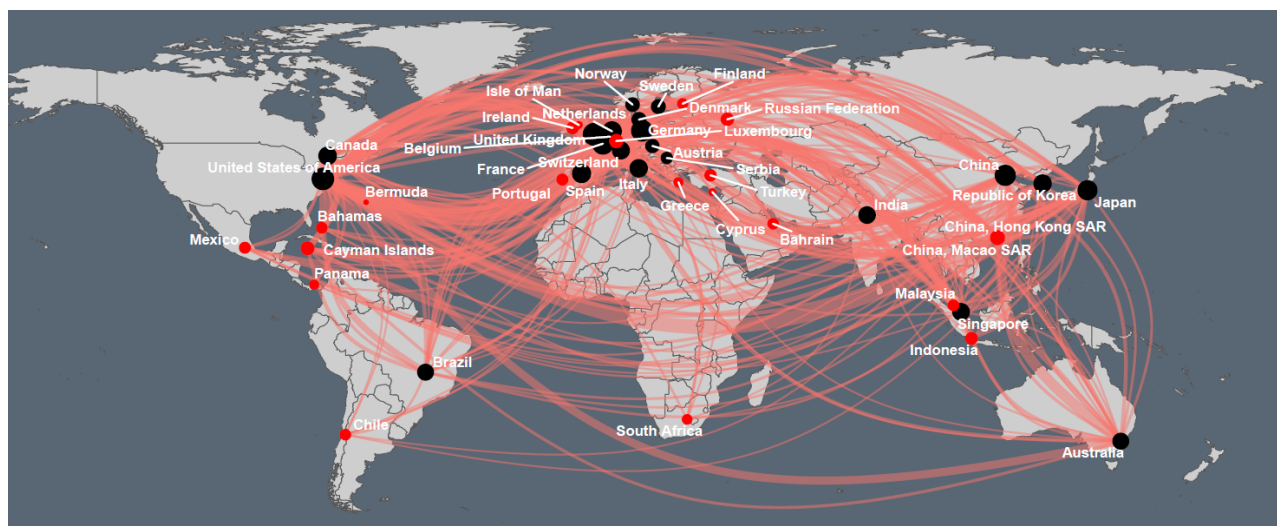 Norway
Sweden
Finland
Isle of Man
Netherlands
Denmark
Russian Federation
Ireland
Germany
Luxembourg
United Kingdom
Belgium
Canada
Austria
United States of America
France
Switzerland
Serbia
China
Bermuda
Portugal
Spain
Italy
Turkey
Republic of Korea
Japan
Greece
India
Bahamas
Cyprus
Bahrain
China, Hong Kong SAR
Mexico
Cayman Islands
China, Macao SAR
Panama
Malaysia
Singapore
Indonesia
Brazil
Chile
South Africa
Australia